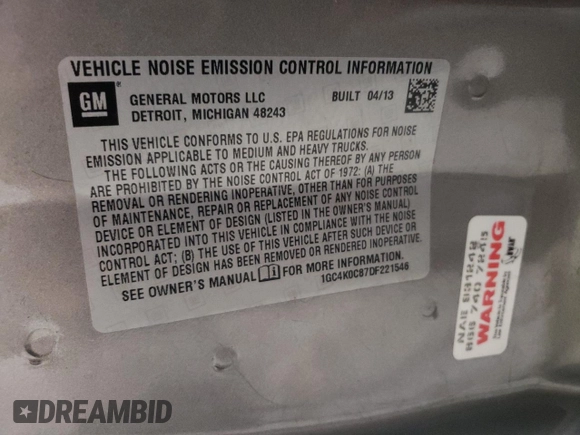 VEHICLE NOISE EMISSION CONTROL INFORMATION
GM
GENERAL MOTORS LLC BUILT 04/13
DETROIT, MICHIGAN 48243
THIS VEHICLE CONFORMS TO U.S. EPA REGULATIONS FOR NOISE
EMISSION APPLICABLE TO MEDIUM AND HEAVY TRUCKS.
THE FOLLOWING ACTS OR THE CAUSING THEREOF BY ANY PERSON
ARE PROHIBITED BY THE NOISE CONTROL ACT OF 1972: (A) THE
REMOVAL OR RENDERING INOPERATIVE, OTHER THAN FOR PURPOSES
OF MAINTENANCE, REPAIR OR REPLACEMENT OF ANY NOISE CONTROL
DEVICE OR ELEMENT OF DESIGN (LISTED IN THE OWNER'S MANUAL)
INCORPORATED INTO THIS VEHICLE IN COMPLIANCE WITH THE NOISE
CONTROL ACT; (B) THE USE OF THIS VEHICLE AFTER SUCH DEVICE OR
ELEMENT OF DESIGN HAS BEEN REMOVED OR RENDERED INOPERATIVE.
SEE OWNER'S MANUAL FOR MORE INFORMATION.
1GC4K0C87DF221546
WARNING
DREAMBID